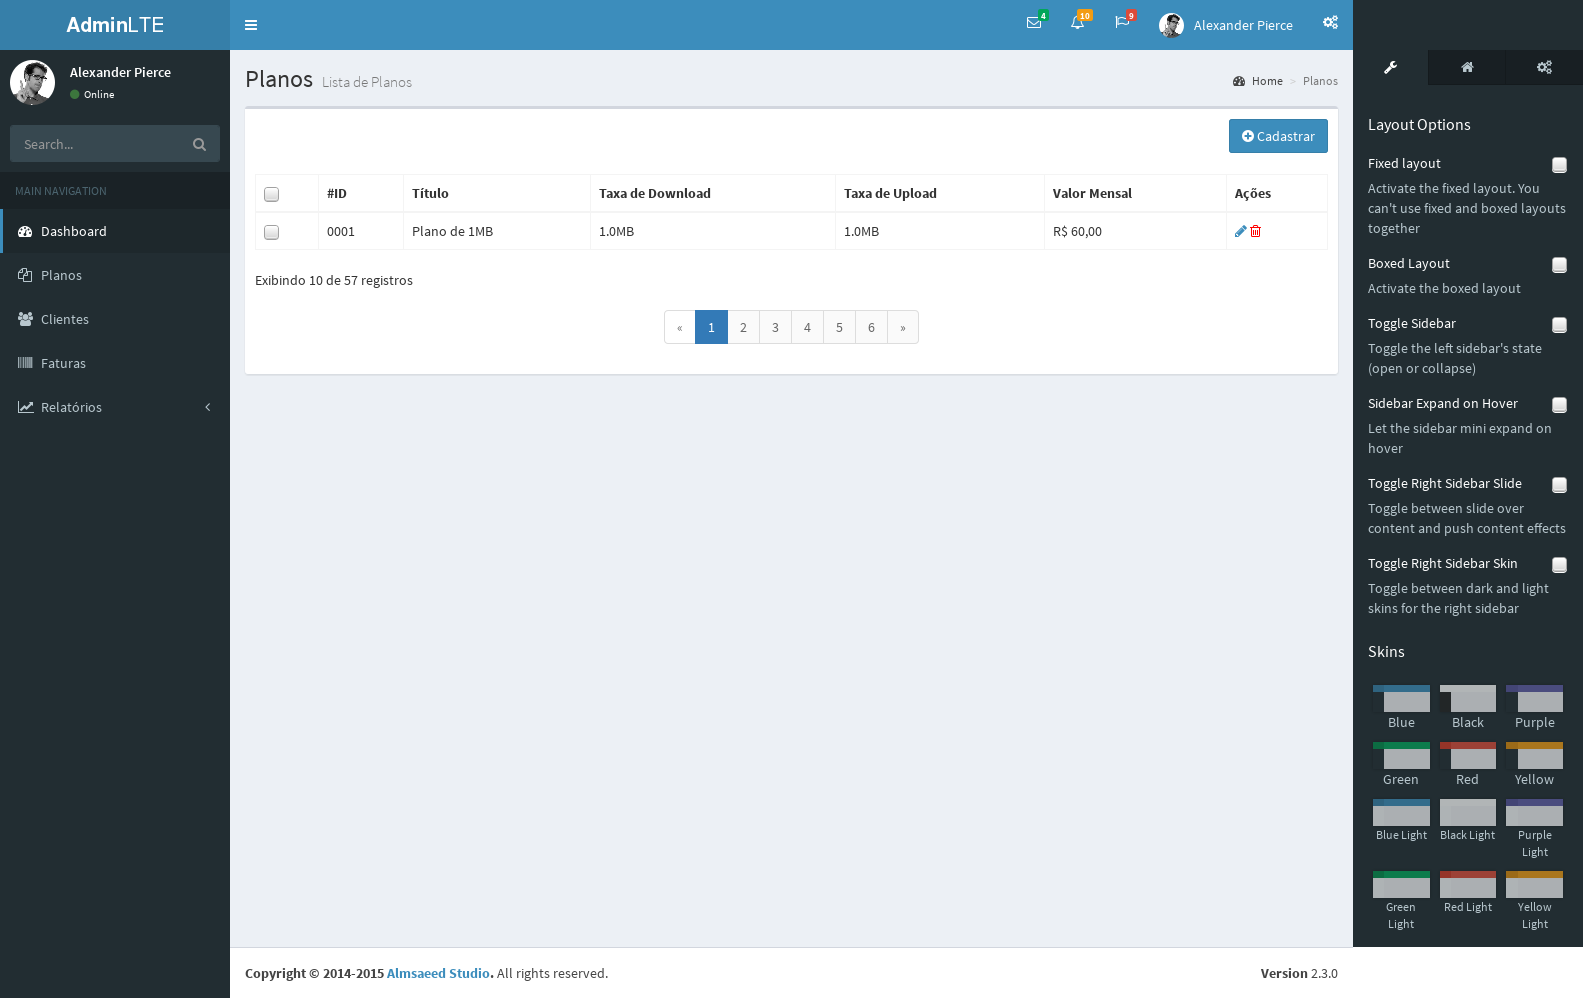 AdminLTE
4
10
9
Alexander Pierce
Alexander Pierce
Online
Search...
MAIN NAVIGATION
Dashboard
Planos
Clientes
Faturas
Relatórios
Planos Lista de Planos
Home > Planos
Cadastrar
#ID Título Taxa de Download Taxa de Upload Valor Mensal Ações
0001 Plano de 1MB 1.0MB 1.0MB R$ 60,00
Exibindo 10 de 57 registros
« 1 2 3 4 5 6 »
Layout Options
Fixed layout
Activate the fixed layout. You
can't use fixed and boxed layouts
together
Boxed Layout
Activate the boxed layout
Toggle Sidebar
Toggle the left sidebar's state
(open or collapse)
Sidebar Expand on Hover
Let the sidebar mini expand on
hover
Toggle Right Sidebar Slide
Toggle between slide over
content and push content effects
Toggle Right Sidebar Skin
Toggle between dark and light
skins for the right sidebar
Skins
Blue Black Purple
Green Red Yellow
Blue Light Black Light Purple
Light
Green Red Light Yellow
Light Light
Copyright © 2014-2015 Almsaeed Studio. All rights reserved.
Version 2.3.0